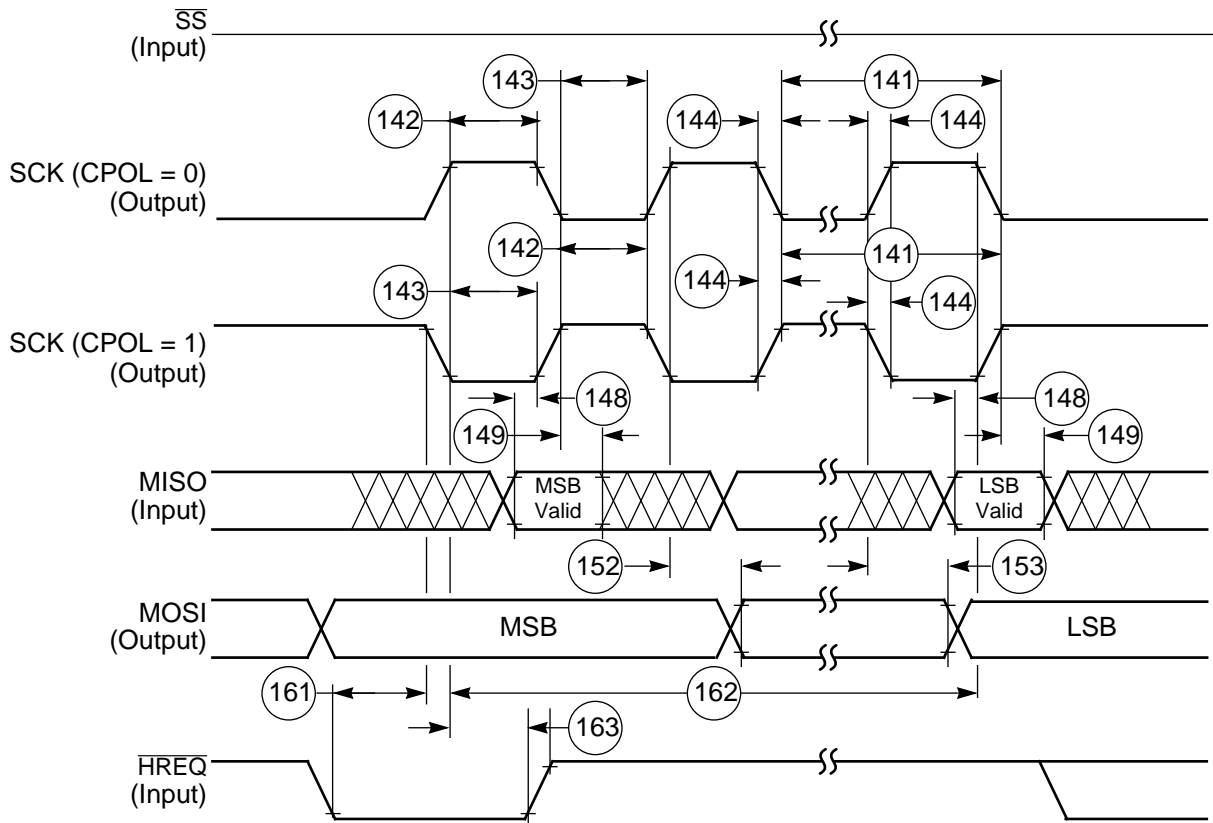 SS
(Input)
143
141
142
144
144
SCK (CPOL = 0)
(Output)
142
141
143
144
144
SCK (CPOL = 1)
(Output)
148
148
149
149
MISO
(Input)
MSB
Valid
LSB
Valid
152
153
MOSI
(Output)
MSB
LSB
161
162
163
HREQ
(Input)